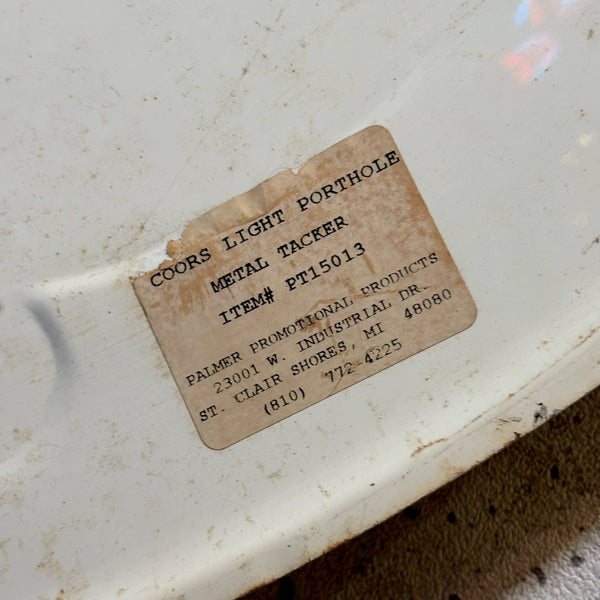 COORS LIGHT PORTHOLE
METAL TACKER
ITEM# PT15013
PALMER PROMOTIONAL PRODUCTS
23001 W. INDUSTRIAL DR.
ST. CLAIR SHORES, MI 48080
(810) 772-4225